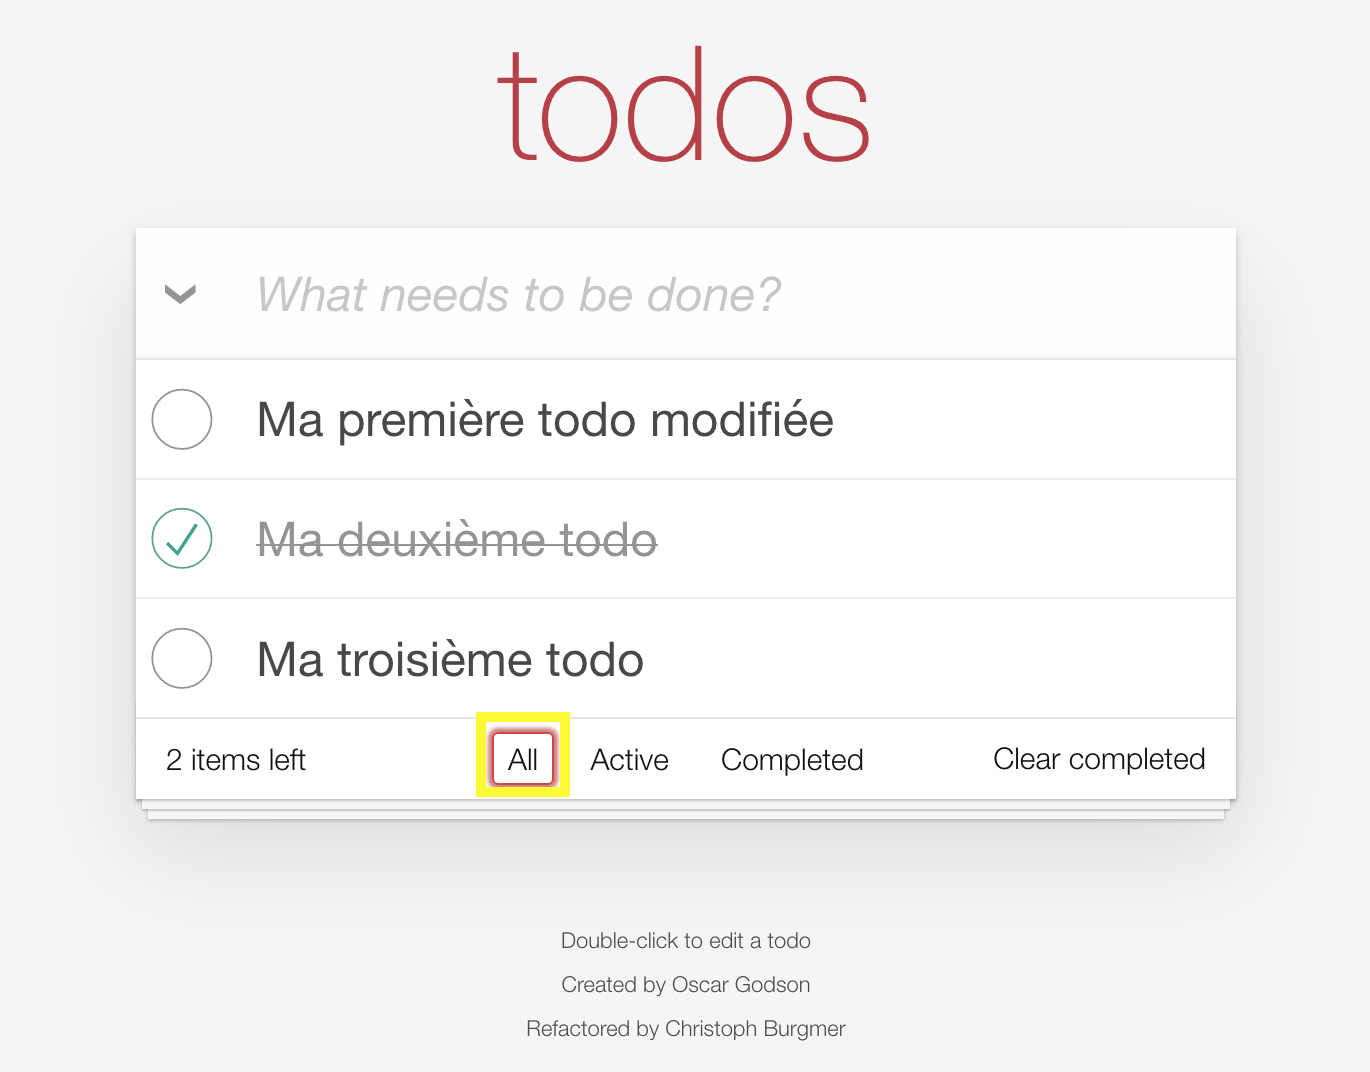 todos
What needs to be done?
Ma première todo modifiée
Ma deuxième todo
Ma troisième todo
2 items left All Active Completed Clear completed
Double-click to edit a todo
Created by Oscar Godson
Refactored by Christoph Burgmer